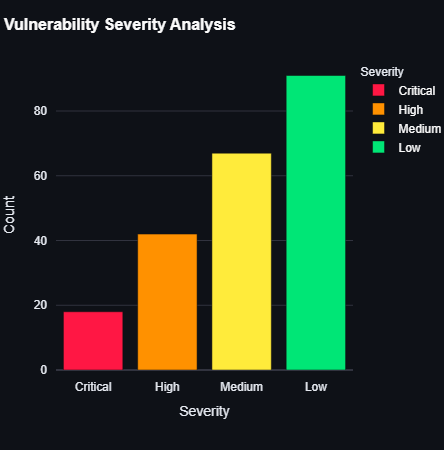 Vulnerability Severity Analysis
Severity
Critical
High
Medium
Low
Count
80
60
40
20
0
Critical High Medium Low
Severity